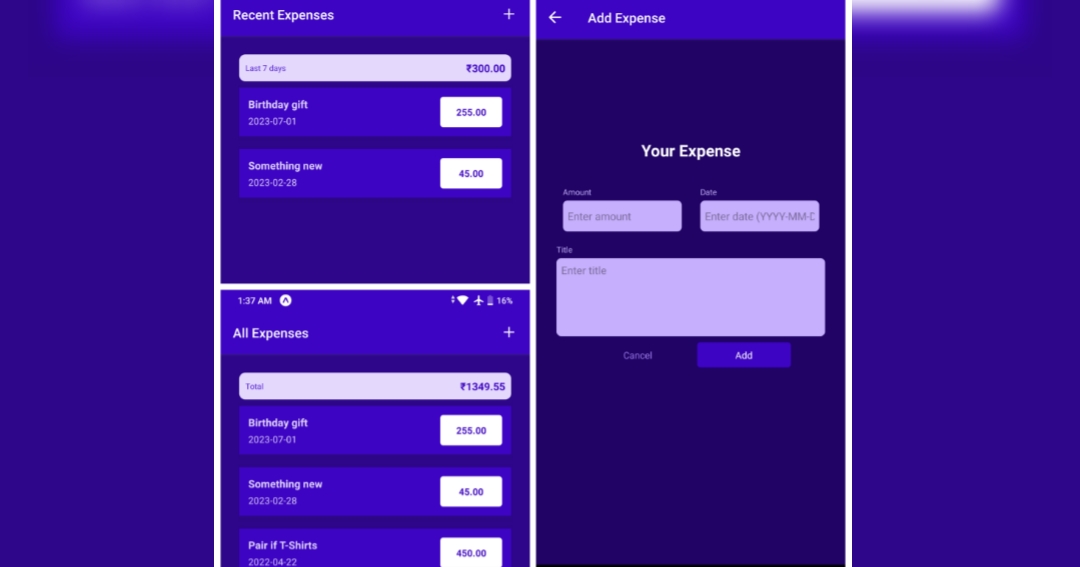 Recent Expenses +
Last 7 days ₹300.00
Birthday gift
2023-07-01
255.00
Something new
2023-02-28
45.00
1:37 AM 16%
All Expenses +
Total ₹1349.55
Birthday gift
2023-07-01
255.00
Something new
2023-02-28
45.00
Pair if T-Shirts
2022-04-22
450.00
Add Expense
Your Expense
Amount Date
Enter amount Enter date (YYYY-MM-D
Title
Enter title
Cancel Add